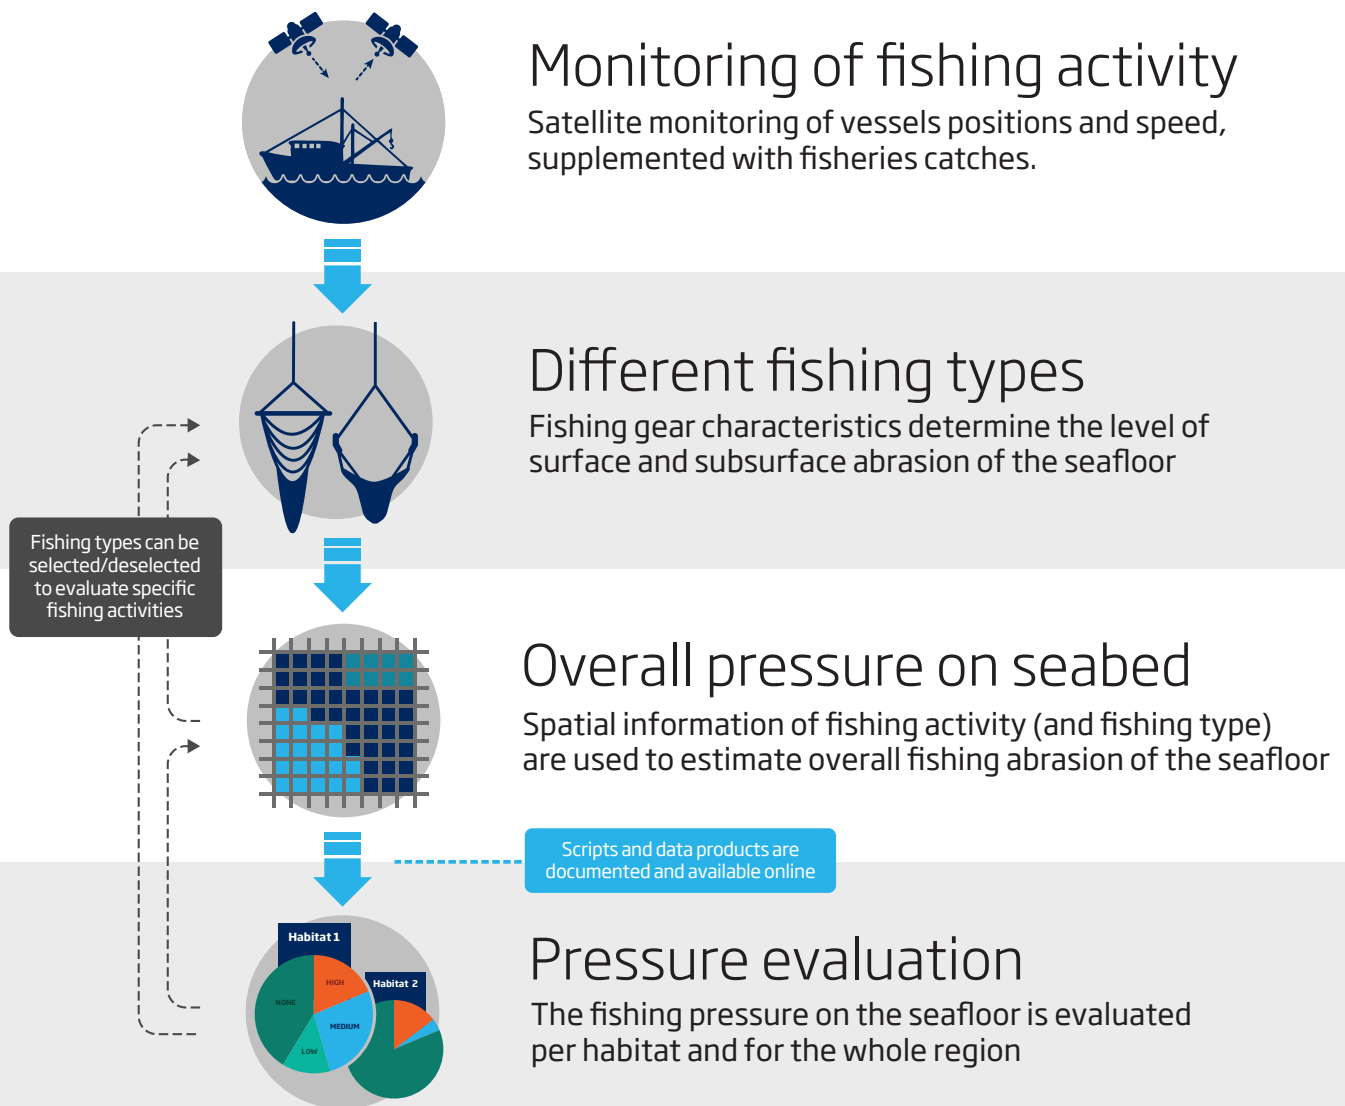 Monitoring of fishing activity
Satellite monitoring of vessels positions and speed,
supplemented with fisheries catches.
Different fishing types
Fishing gear characteristics determine the level of
surface and subsurface abrasion of the seafloor
Fishing types can be
selected/deselected
to evaluate specific
fishing activities
Overall pressure on seabed
Spatial information of fishing activity (and fishing type)
are used to estimate overall fishing abrasion of the seafloor
Scripts and data products are
documented and available online
Habitat 1
HIGH
NONE
MEDIUM
LOW
Habitat 2
Pressure evaluation
The fishing pressure on the seafloor is evaluated
per habitat and for the whole region